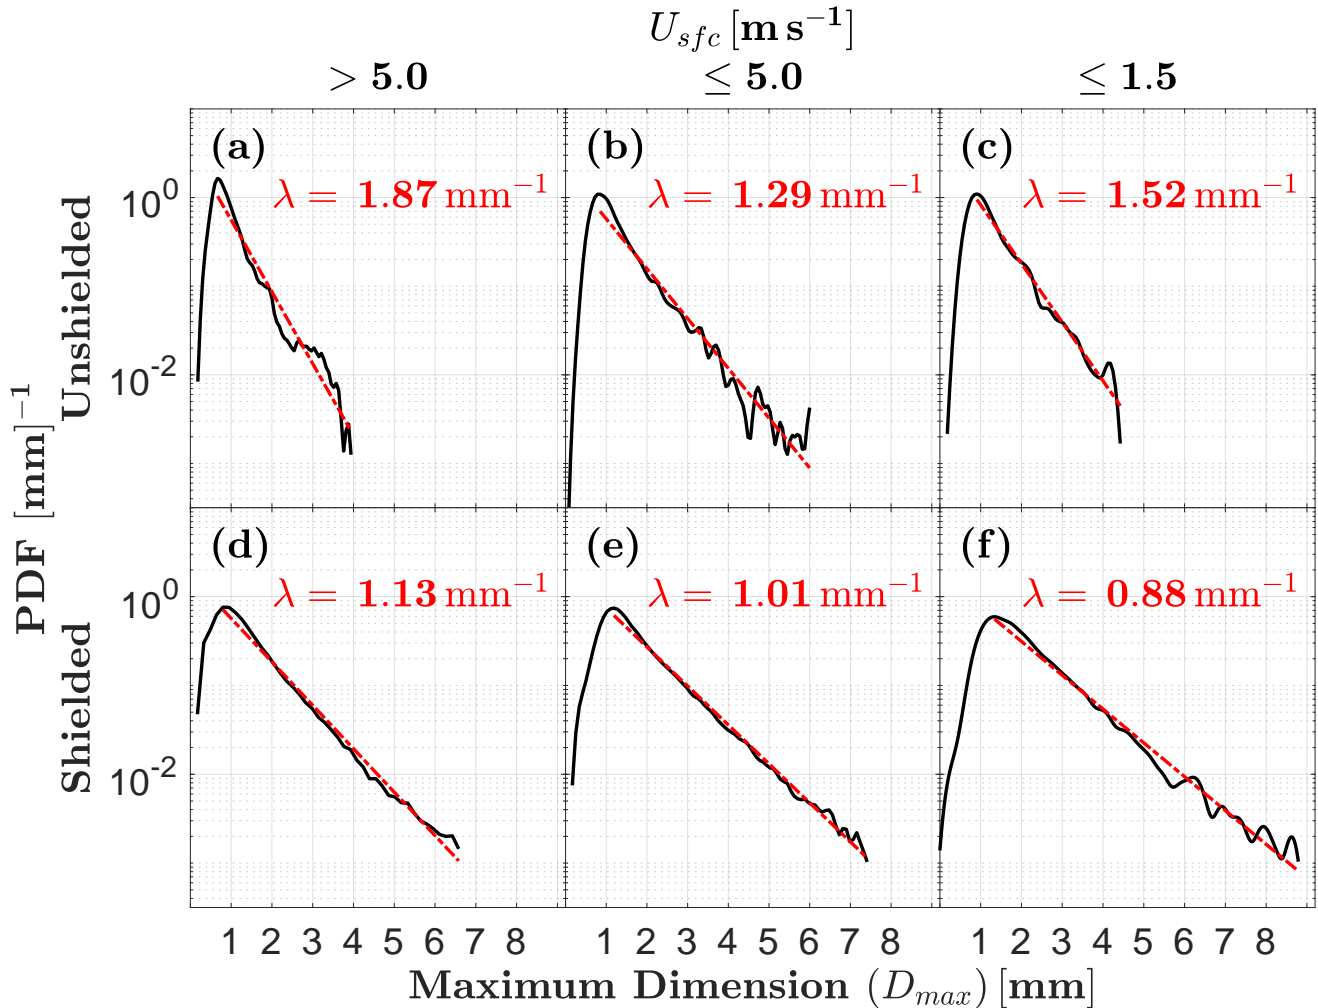 U_sfc [m s⁻¹]
> 5.0 ≤ 5.0 ≤ 1.5
(a) (b) (c)
λ = 1.87 mm⁻¹ λ = 1.29 mm⁻¹ λ = 1.52 mm⁻¹
10⁰
Unshielded
10⁻²
PDF [mm]⁻¹
(d) (e) (f)
λ = 1.13 mm⁻¹ λ = 1.01 mm⁻¹ λ = 0.88 mm⁻¹
10⁰
Shielded
10⁻²
1 2 3 4 5 6 7 8 1 2 3 4 5 6 7 8 1 2 3 4 5 6 7 8
Maximum Dimension (D_max) [mm]